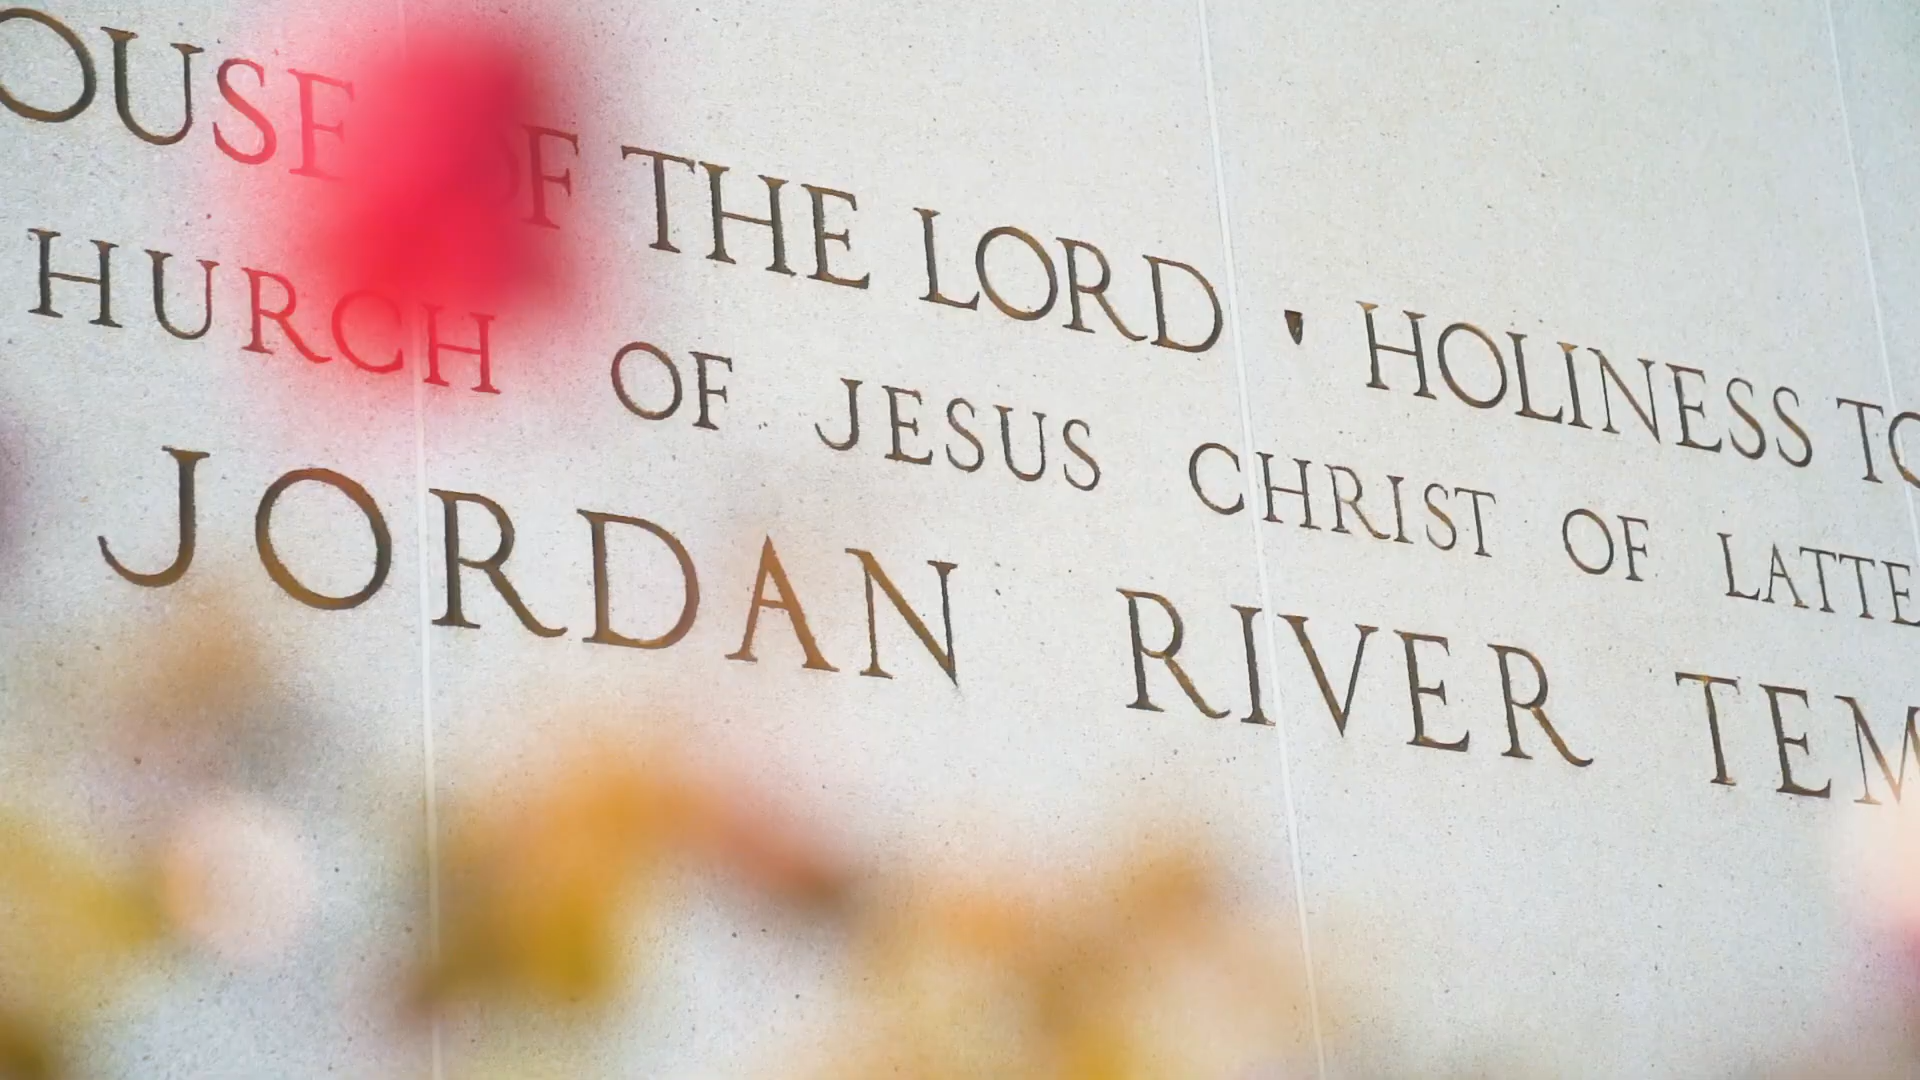 OUSE OF THE LORD • HOLINESS TO
HURCH OF JESUS CHRIST OF LATTE
JORDAN RIVER TEM